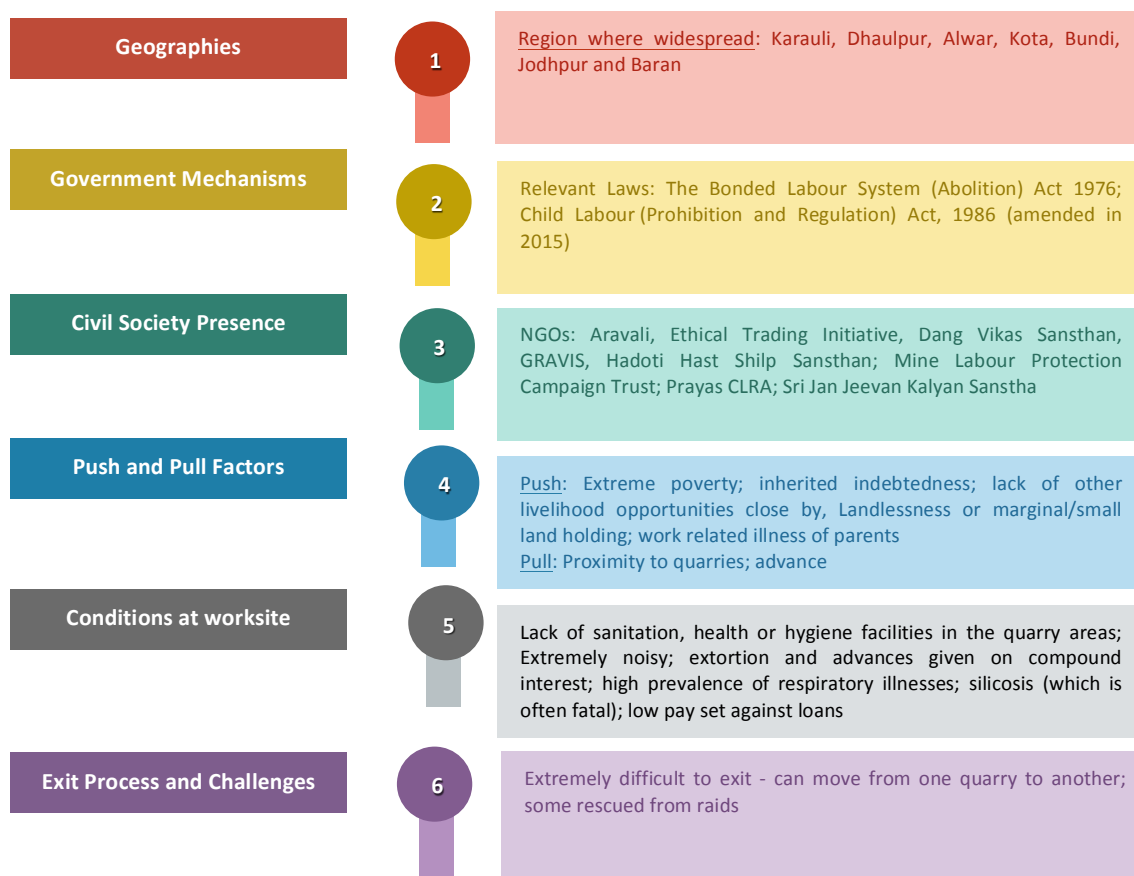 Geographies
1
Region where widespread: Karauli, Dhaulpur, Alwar, Kota, Bundi,
Jodhpur and Baran
Government Mechanisms
2
Relevant Laws: The Bonded Labour System (Abolition) Act 1976;
Child Labour (Prohibition and Regulation) Act, 1986 (amended in
2015)
Civil Society Presence
3
NGOs: Aravali, Ethical Trading Initiative, Dang Vikas Sansthan,
GRAVIS, Hadoti Hast Shilp Sansthan; Mine Labour Protection
Campaign Trust; Prayas CLRA; Sri Jan Jeevan Kalyan Sanstha
Push and Pull Factors
4
Push: Extreme poverty; inherited indebtedness; lack of other
livelihood opportunities close by, Landlessness or marginal/small
land holding; work related illness of parents
Pull: Proximity to quarries; advance
Conditions at worksite
5
Lack of sanitation, health or hygiene facilities in the quarry areas;
Extremely noisy; extortion and advances given on compound
interest; high prevalence of respiratory illnesses; silicosis (which is
often fatal); low pay set against loans
Exit Process and Challenges
6
Extremely difficult to exit - can move from one quarry to another;
some rescued from raids